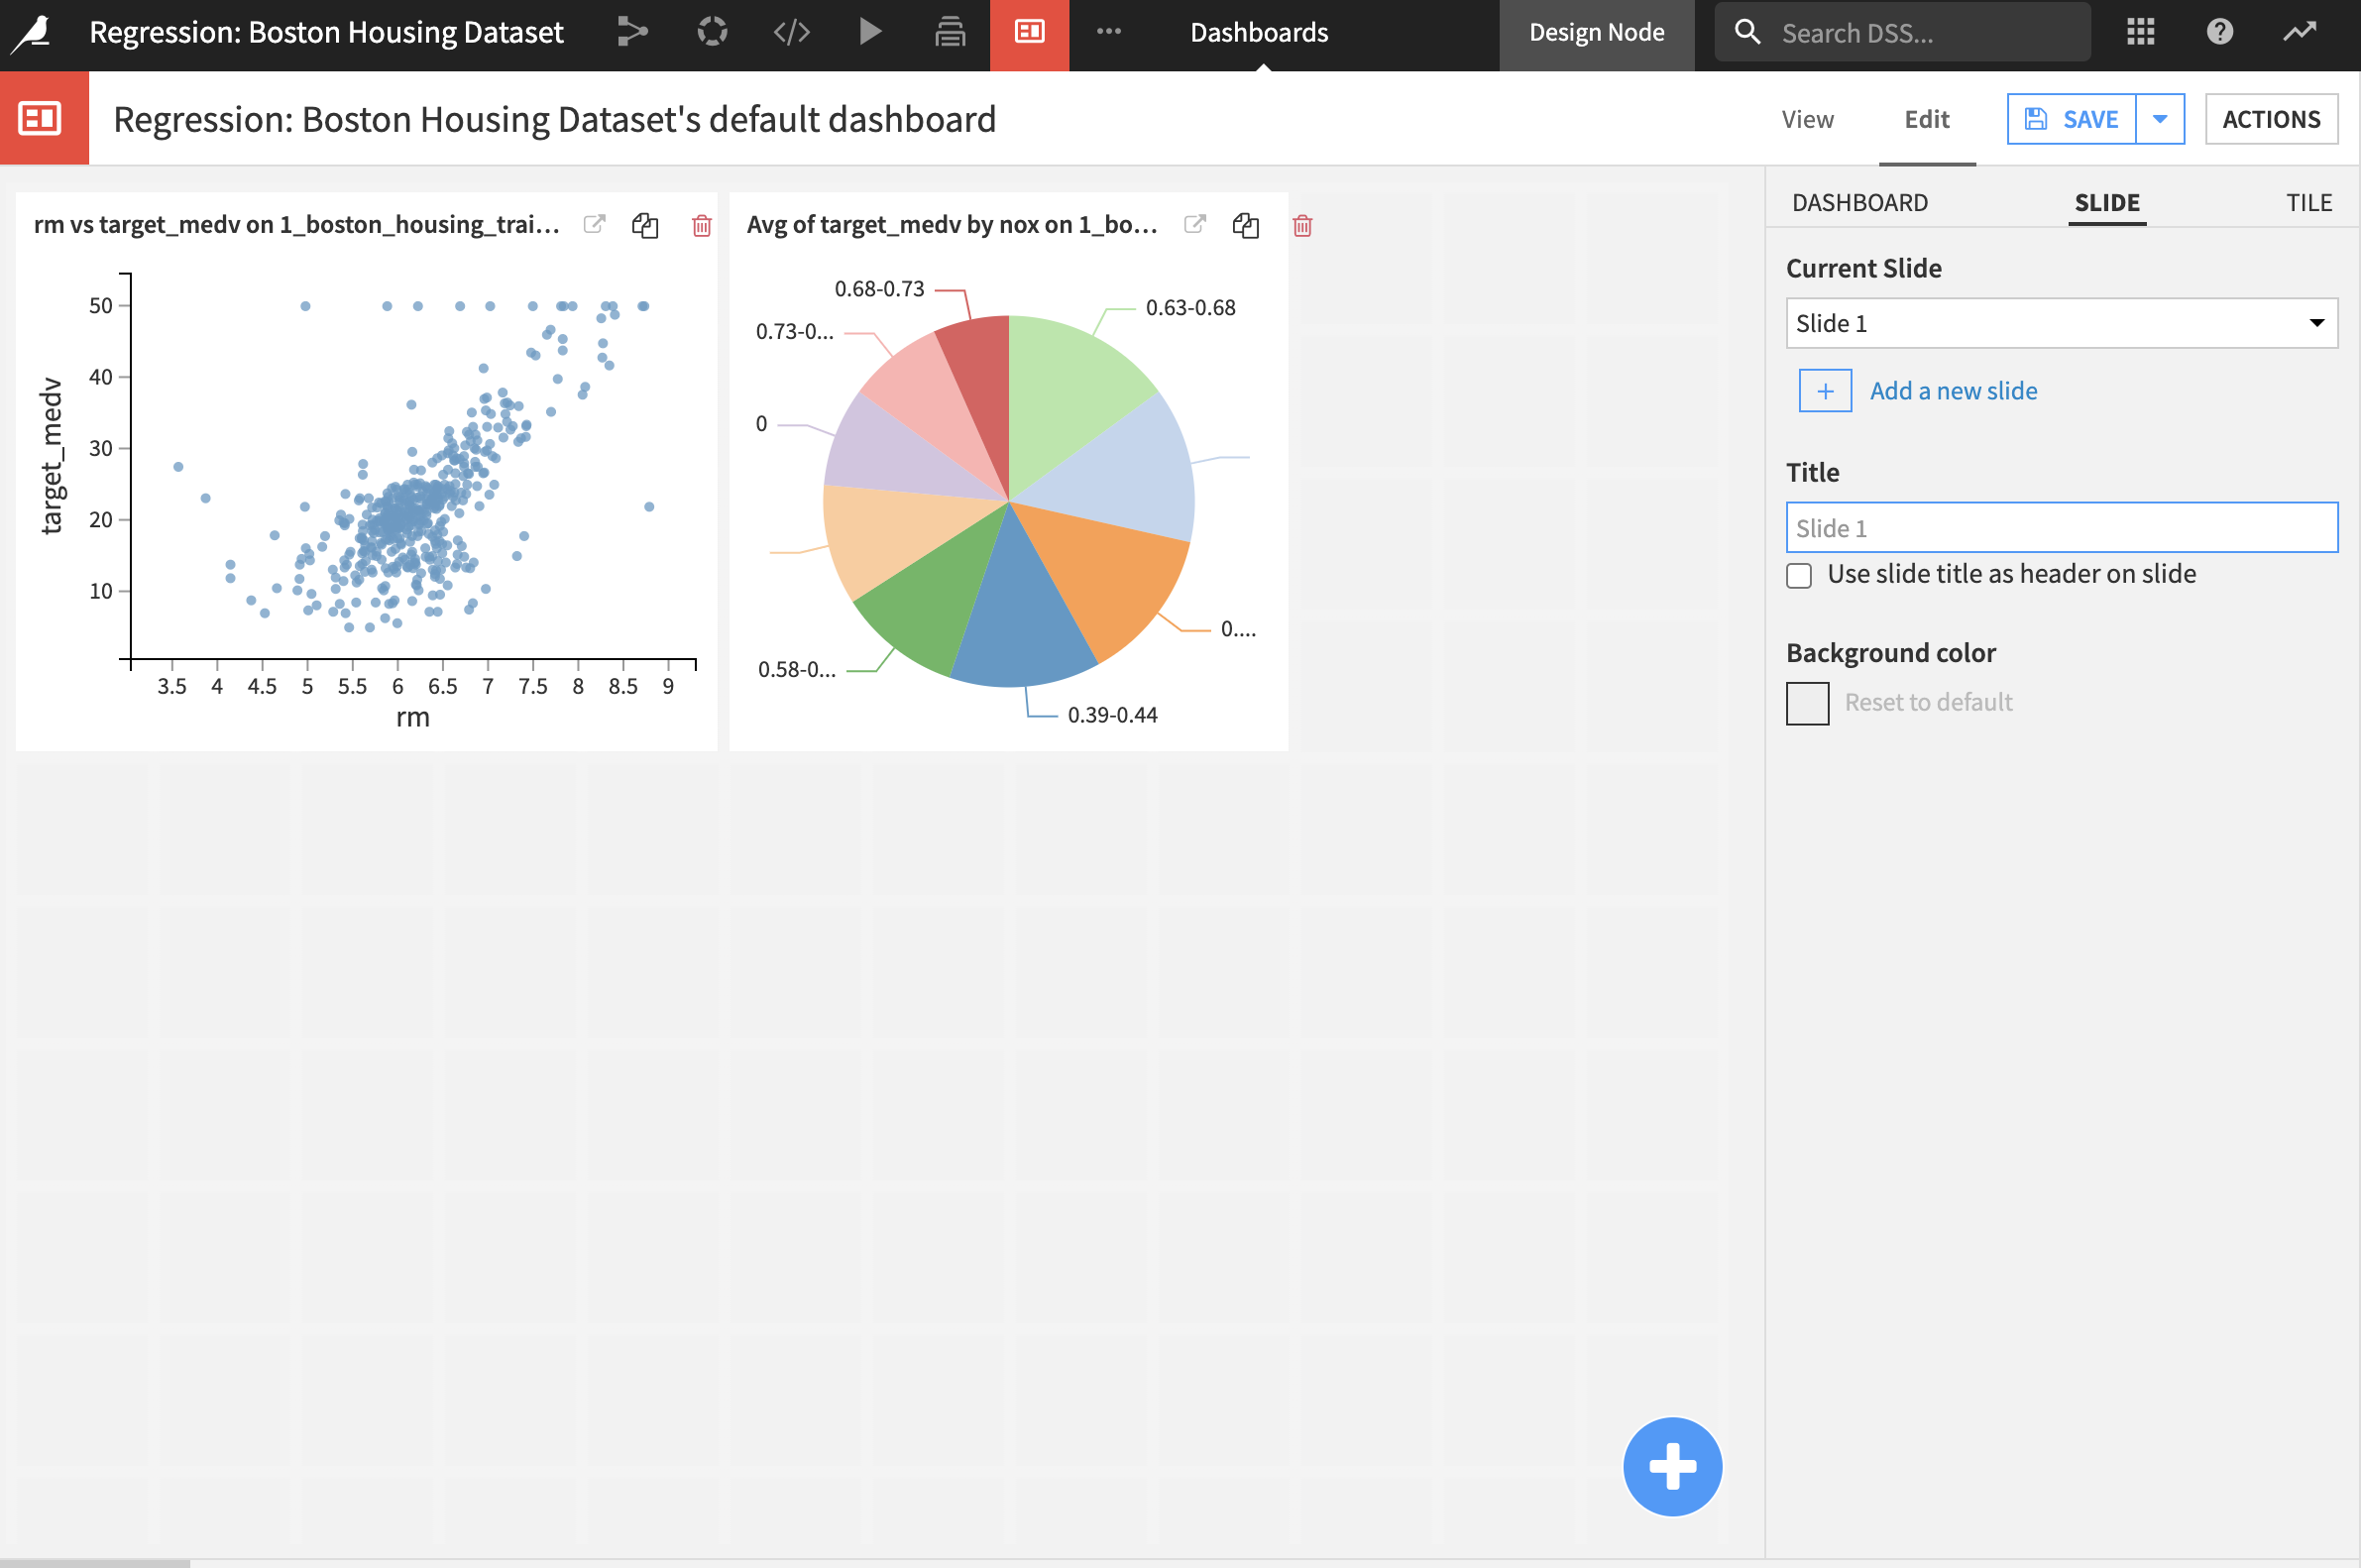 Regression: Boston Housing Dataset
Dashboards
Design Node
Search DSS...
Regression: Boston Housing Dataset's default dashboard
View
Edit
SAVE
ACTIONS
rm vs target_medv on 1_boston_housing_trai...
Avg of target_medv by nox on 1_bo...
DASHBOARD
SLIDE
TILE
Current Slide
Slide 1
+ Add a new slide
Title
Slide 1
Use slide title as header on slide
Background color
Reset to default
target_medv
50
40
30
20
10
3.5 4 4.5 5 5.5 6 6.5 7 7.5 8 8.5 9
rm
0.68-0.73
0.63-0.68
0.73-0...
0
0....
0.58-0...
0.39-0.44